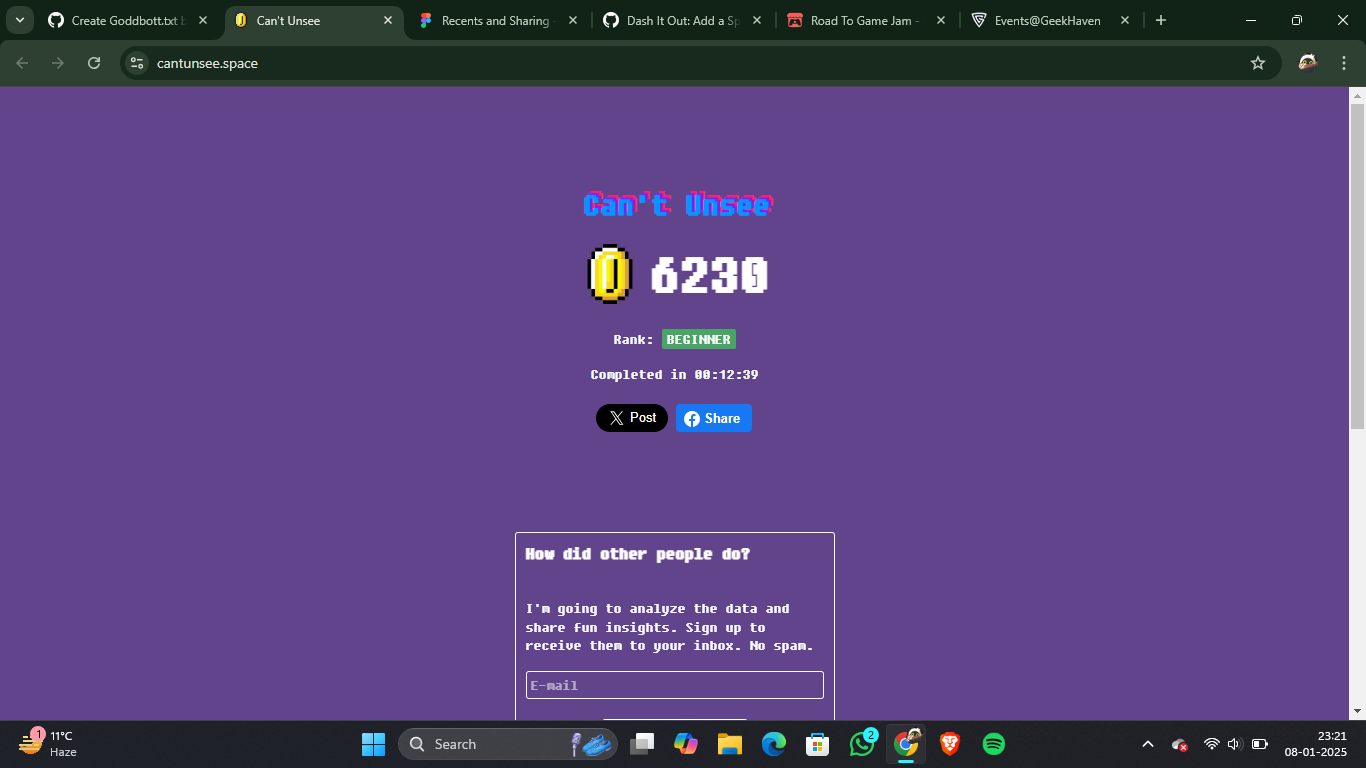 Create Goddbott.txt b
Can't Unsee
Recents and Sharing -
Dash It Out: Add a Sp
Road To Game Jam -
Events@GeekHaven
cantunsee.space
Can't Unsee
6230
Rank: BEGINNER
Completed in 00:12:39
Post
Share
How did other people do?
I'm going to analyze the data and
share fun insights. Sign up to
receive them to your inbox. No spam.
E-mail
1
11°C
Haze
Search
2
23:21
08-01-2025